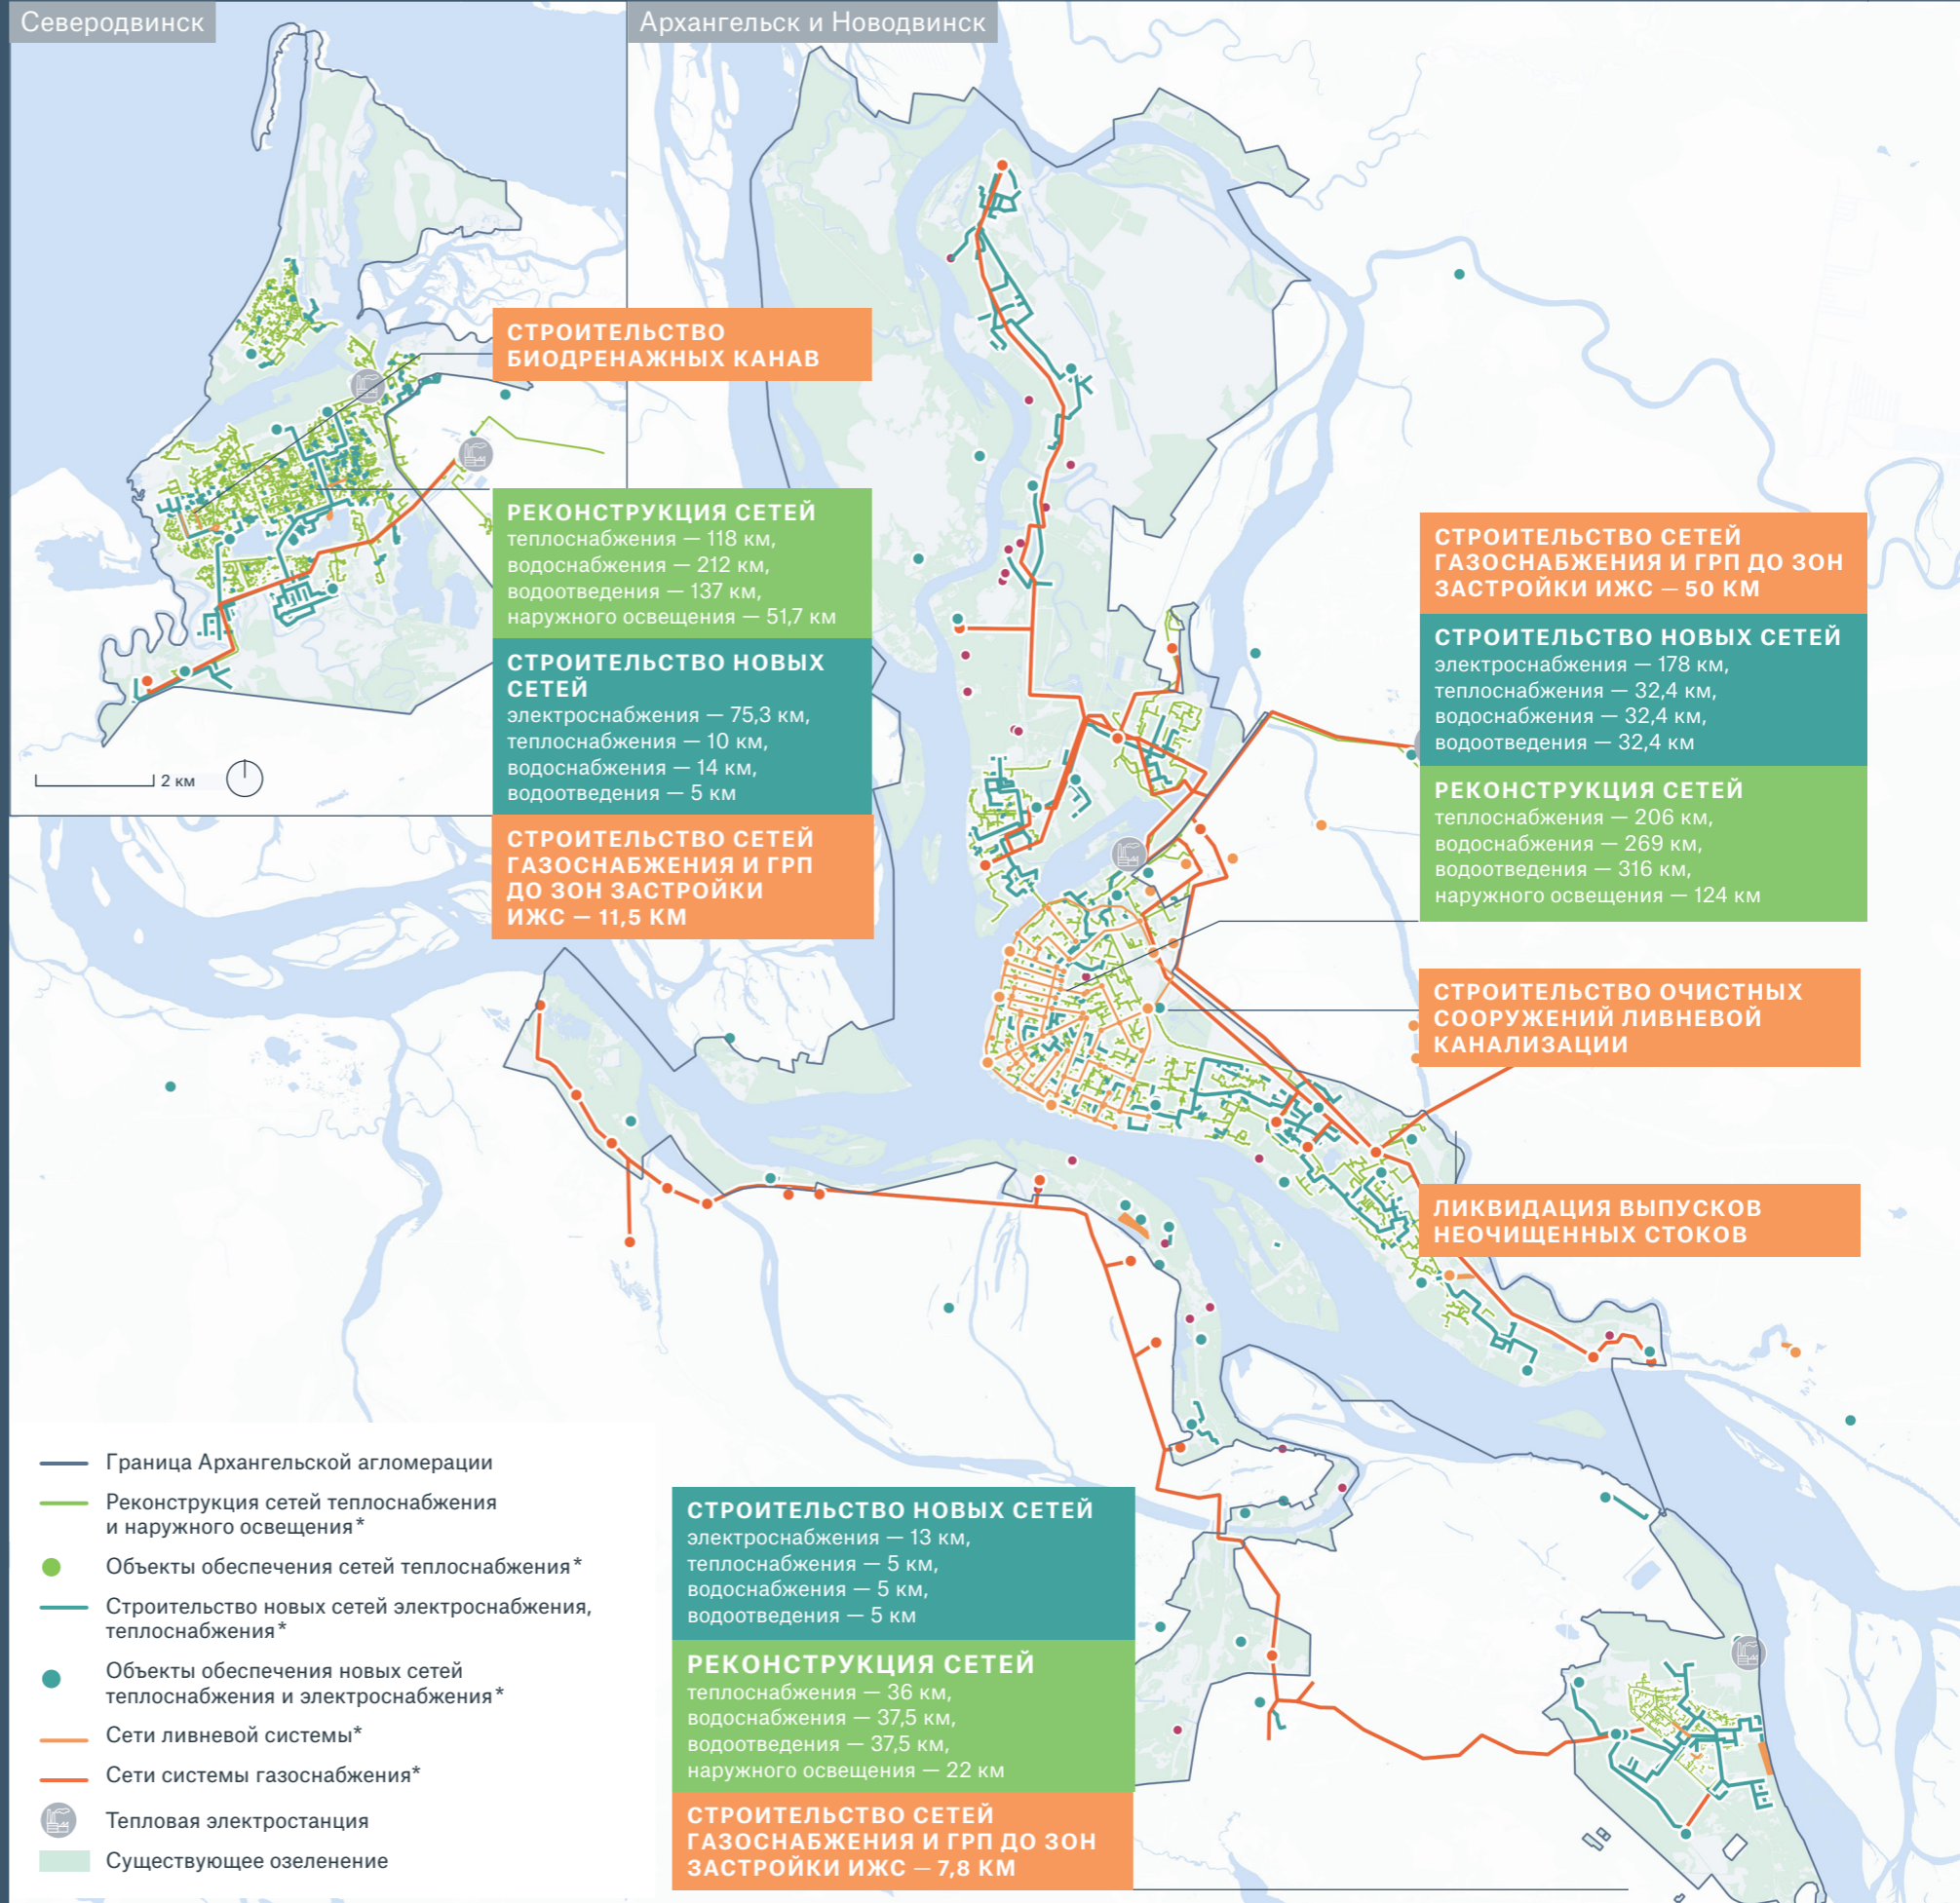 Северодвинск
Архангельск и Новодвинск
СТРОИТЕЛЬСТВО
БИОДРЕНАЖНЫХ КАНАВ
РЕКОНСТРУКЦИЯ СЕТЕЙ
теплоснабжения — 118 км,
водоснабжения — 212 км,
водоотведения — 137 км,
наружного освещения — 51,7 км
СТРОИТЕЛЬСТВО НОВЫХ
СЕТЕЙ
электроснабжения — 75,3 км,
теплоснабжения — 10 км,
водоснабжения — 14 км,
водоотведения — 5 км
СТРОИТЕЛЬСТВО СЕТЕЙ
ГАЗОСНАБЖЕНИЯ И ГРП
ДО ЗОН ЗАСТРОЙКИ
ИЖС — 11,5 КМ
2 км
СТРОИТЕЛЬСТВО СЕТЕЙ
ГАЗОСНАБЖЕНИЯ И ГРП ДО ЗОН
ЗАСТРОЙКИ ИЖС — 50 КМ
СТРОИТЕЛЬСТВО НОВЫХ СЕТЕЙ
электроснабжения — 178 км,
теплоснабжения — 32,4 км,
водоснабжения — 32,4 км,
водоотведения — 32,4 км
РЕКОНСТРУКЦИЯ СЕТЕЙ
теплоснабжения — 206 км,
водоснабжения — 269 км,
водоотведения — 316 км,
наружного освещения — 124 км
СТРОИТЕЛЬСТВО ОЧИСТНЫХ
СООРУЖЕНИЙ ЛИВНЕВОЙ
КАНАЛИЗАЦИИ
ЛИКВИДАЦИЯ ВЫПУСКОВ
НЕОЧИЩЕННЫХ СТОКОВ
Граница Архангельской агломерации
Реконструкция сетей теплоснабжения
и наружного освещения*
Объекты обеспечения сетей теплоснабжения*
Строительство новых сетей электроснабжения,
теплоснабжения*
Объекты обеспечения новых сетей
теплоснабжения и электроснабжения*
Сети ливневой системы*
Сети системы газоснабжения*
Тепловая электростанция
Существующее озеленение
СТРОИТЕЛЬСТВО НОВЫХ СЕТЕЙ
электроснабжения — 13 км,
теплоснабжения — 5 км,
водоснабжения — 5 км,
водоотведения — 5 км
РЕКОНСТРУКЦИЯ СЕТЕЙ
теплоснабжения — 36 км,
водоснабжения — 37,5 км,
водоотведения — 37,5 км,
наружного освещения — 22 км
СТРОИТЕЛЬСТВО СЕТЕЙ
ГАЗОСНАБЖЕНИЯ И ГРП ДО ЗОН
ЗАСТРОЙКИ ИЖС — 7,8 КМ